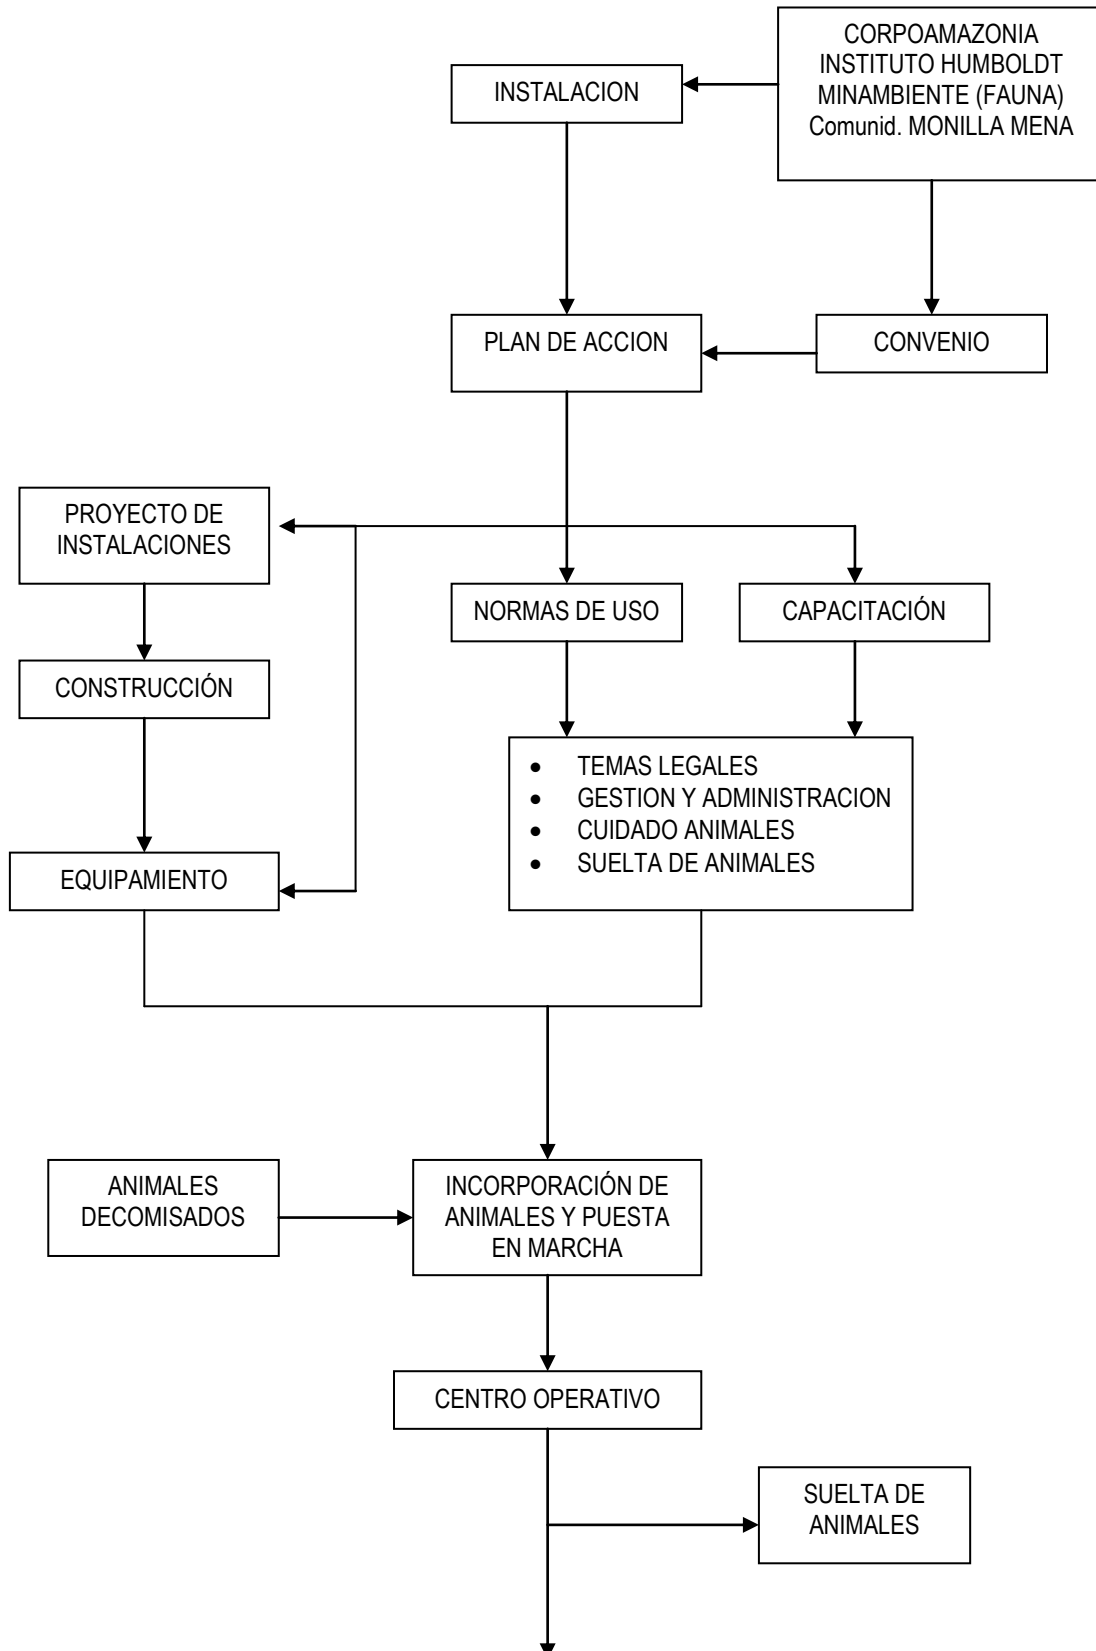 CORPOAMAZONIA
INSTITUTO HUMBOLDT
MINAMBIENTE (FAUNA)
Comunid. MONILLA MENA
INSTALACION
PLAN DE ACCION
CONVENIO
PROYECTO DE
INSTALACIONES
NORMAS DE USO
CAPACITACIÓN
CONSTRUCCIÓN
• TEMAS LEGALES
• GESTION Y ADMINISTRACION
• CUIDADO ANIMALES
• SUELTA DE ANIMALES
EQUIPAMIENTO
ANIMALES
DECOMISADOS
INCORPORACIÓN DE
ANIMALES Y PUESTA
EN MARCHA
CENTRO OPERATIVO
SUELTA DE
ANIMALES